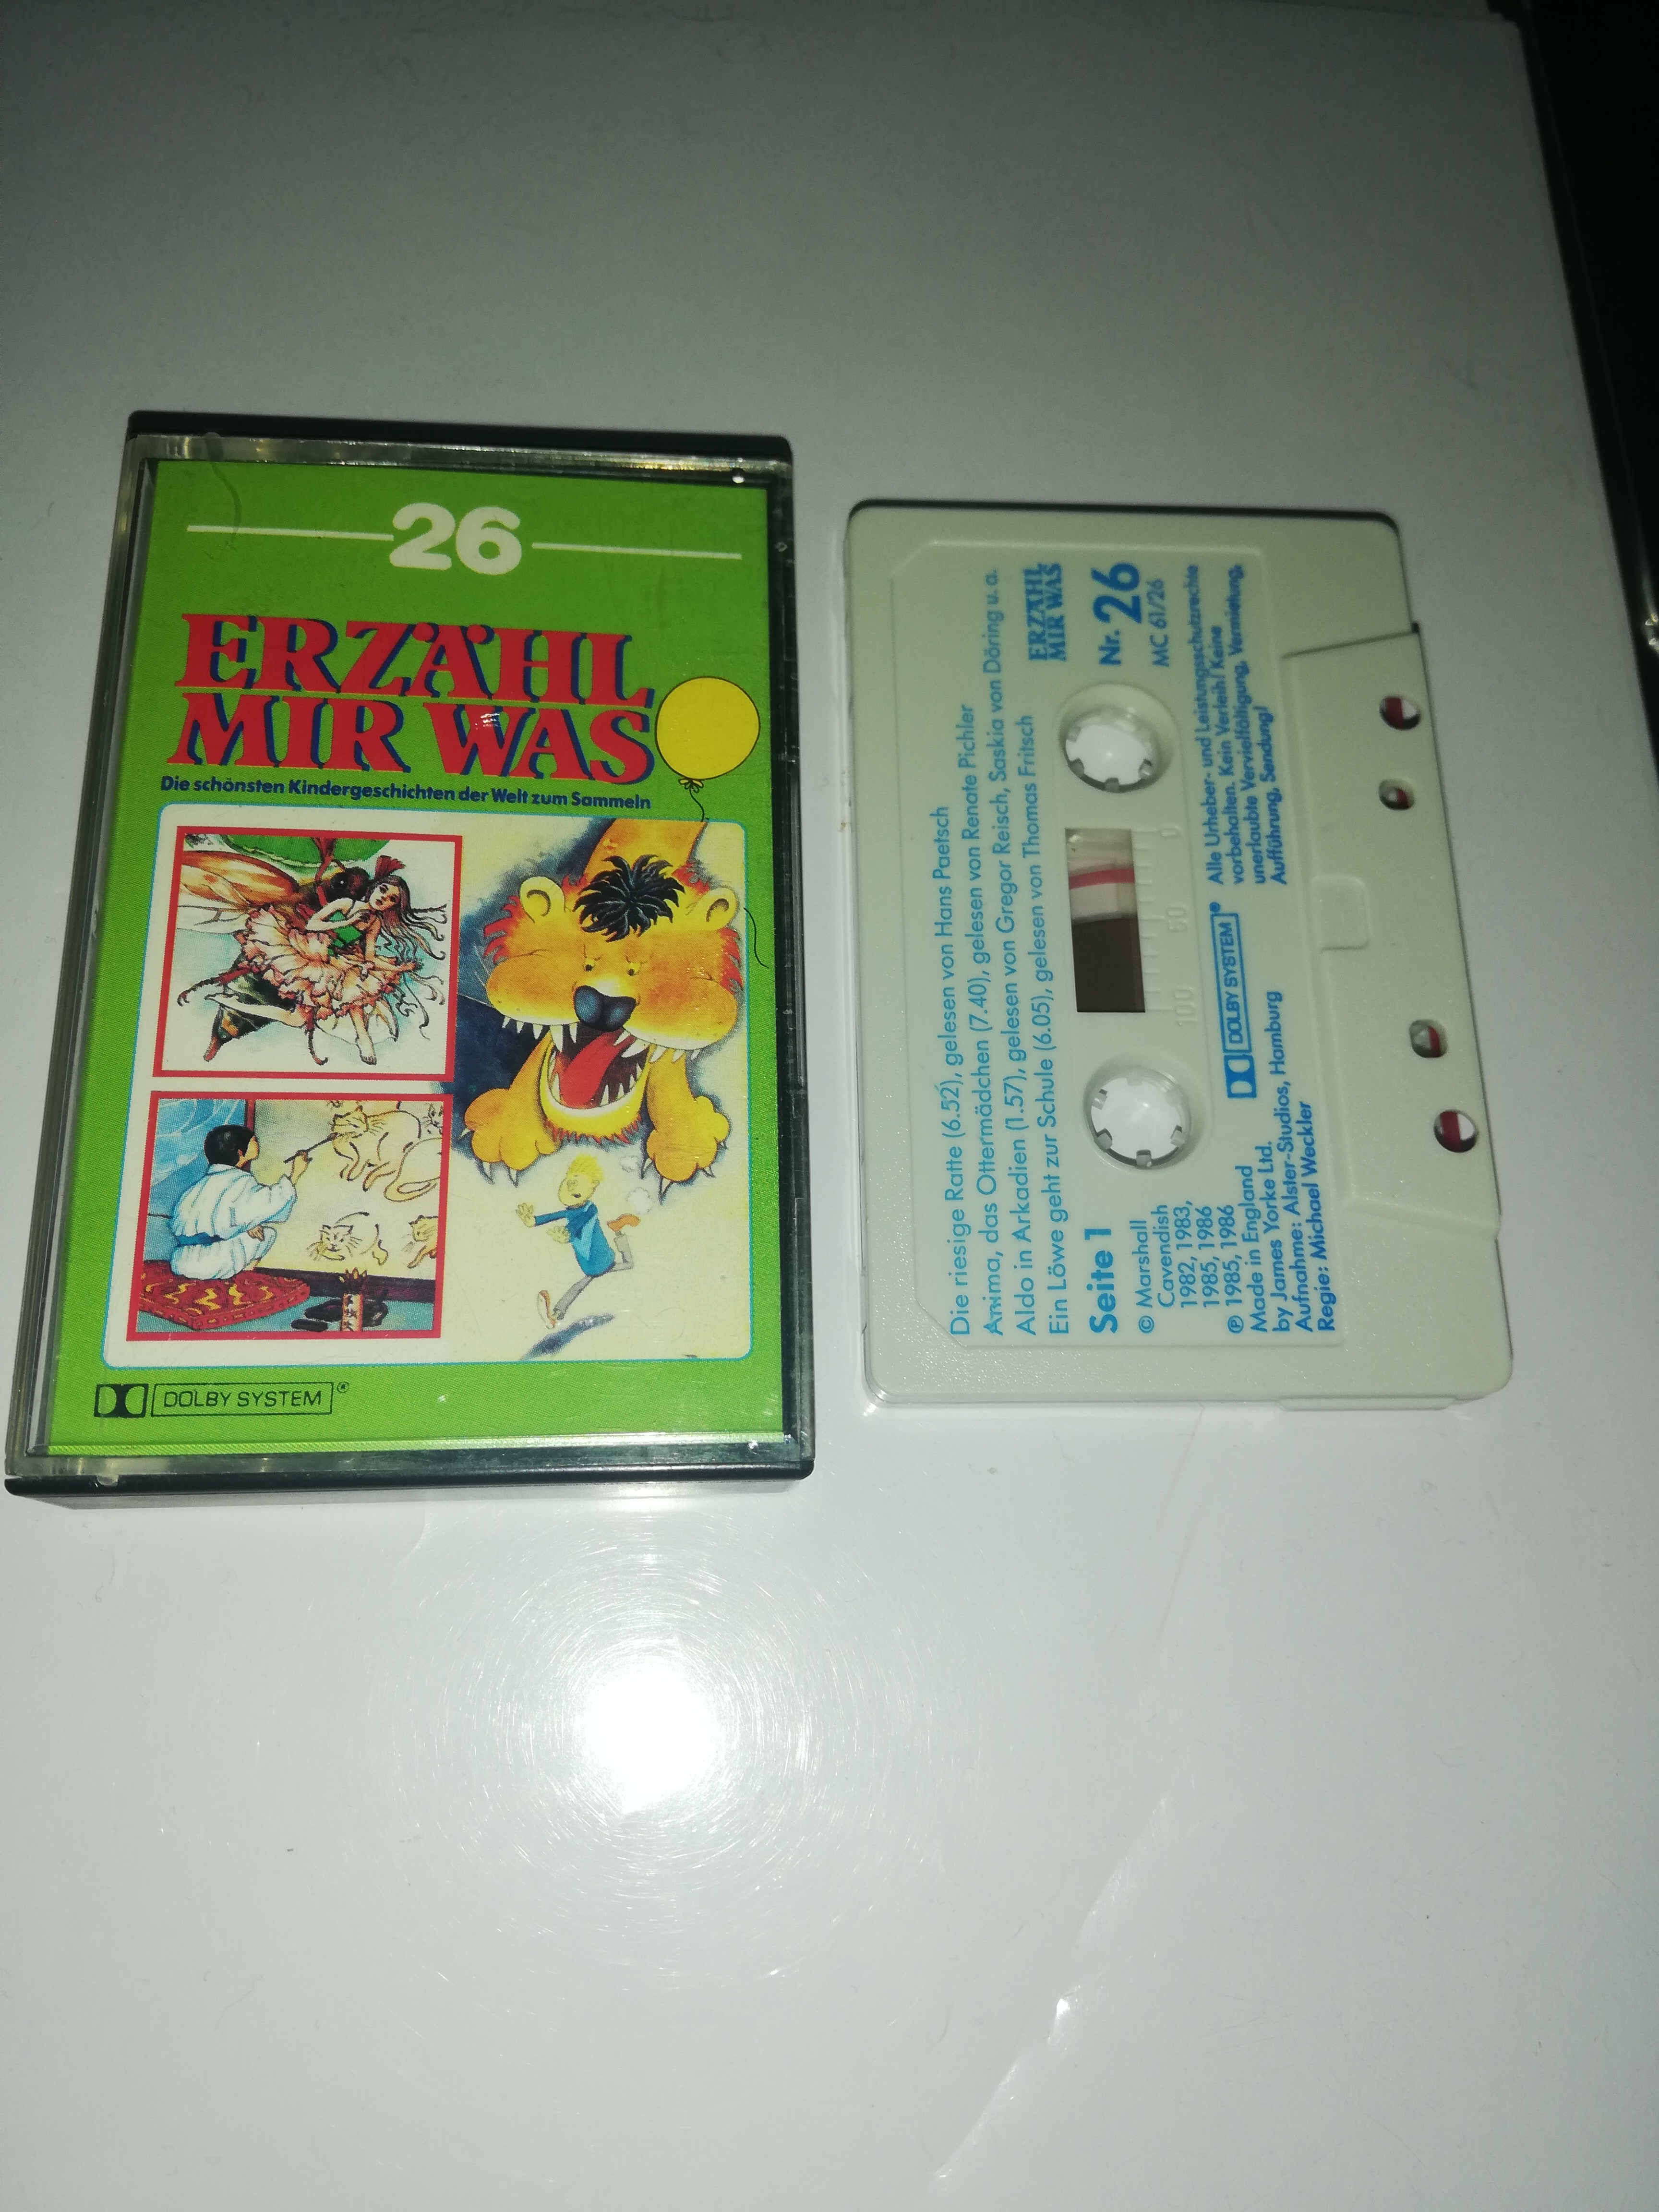 26
ERZÄHL
MIR WAS
Die schönsten Kindergeschichten der Welt zum Sammeln
DOLBY SYSTEM®
Die riesige Ratte (6.52), gelesen von Hans Paetsch
Anima, das Ottermädchen (7.40), gelesen von Renate Pichler
Aldo in Arkadien (1.57), gelesen von Gregor Reisch, Saskia von Döring u. a.
Ein Löwe geht zur Schule (6.05), gelesen von Thomas Fritsch
ERZÄHL
MIR WAS
Seite 1
Nr. 26
MC 61/26
© Marshall
Cavendish
1982, 1983,
1985, 1986
℗ 1985, 1986
Made in England
by James Yorke Ltd.
Aufnahme: Alster-Studios, Hamburg
Regie: Michael Weckler
DOLBY SYSTEM®
Alle Urheber- und Leistungsschutzrechte
vorbehalten. Kein Verleih! Keine
unerlaubte Vervielfältigung, Vermietung,
Aufführung, Sendung!
100 50 0